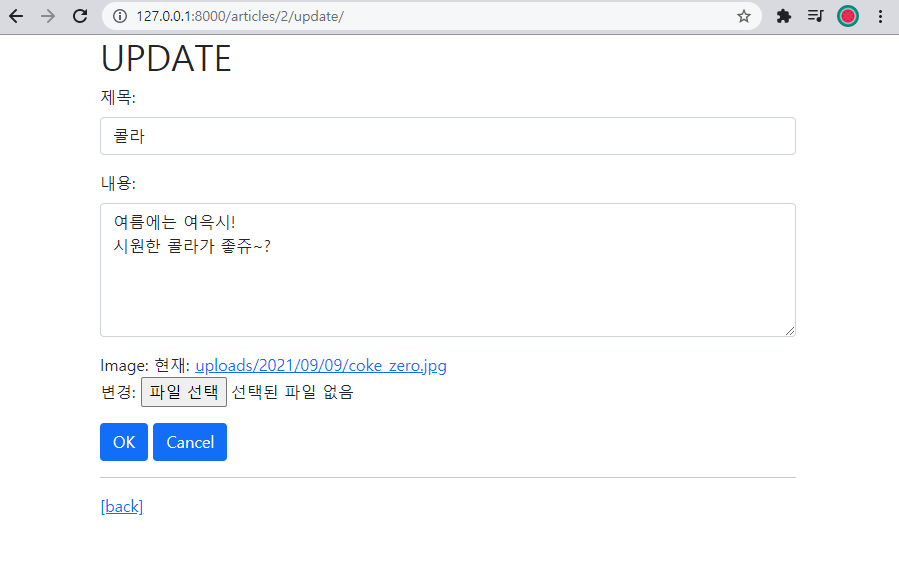 127.0.0.1:8000/articles/2/update/
UPDATE
제목:
콜라
내용:
여름에는 여윽시!
시원한 콜라가 좋쥬~?
Image: 현재: uploads/2021/09/09/coke_zero.jpg
변경: 파일 선택 선택된 파일 없음
OK Cancel
[back]